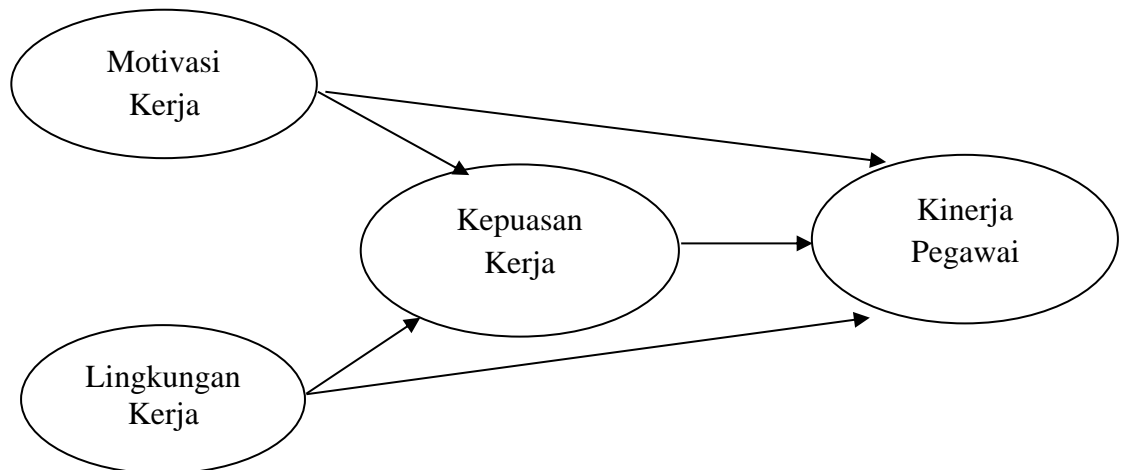 Motivasi
Kerja
Kepuasan
Kerja
Kinerja
Pegawai
Lingkungan
Kerja